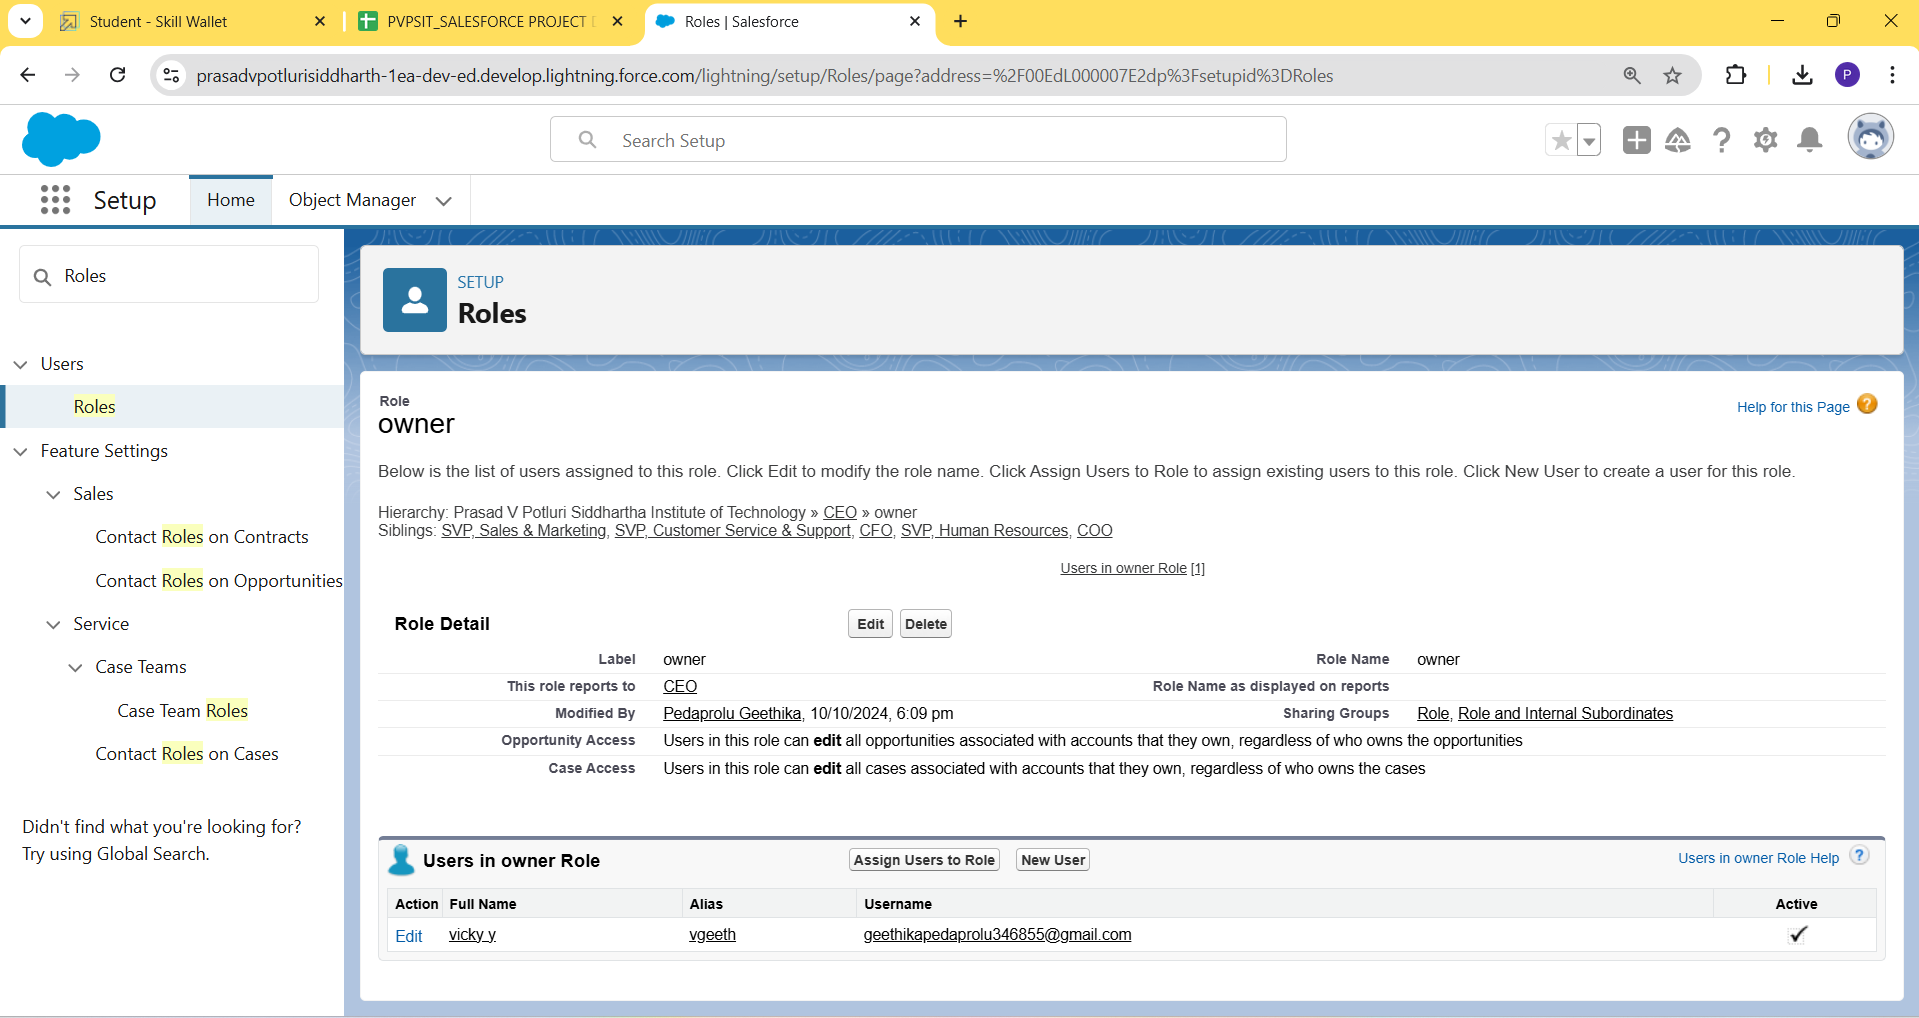 Student - Skill Wallet
PVPSIT_SALESFORCE PROJECT
Roles | Salesforce
prasadvpotlurisiddharth-1ea-dev-ed.develop.lightning.force.com/lightning/setup/Roles/page?address=%2F00EdL000007E2dp%3Fsetupid%3DRoles
P
Search Setup
Setup
Home
Object Manager
Roles
SETUP
Roles
Users
Roles
Feature Settings
Sales
Contact Roles on Contracts
Contact Roles on Opportunities
Service
Case Teams
Case Team Roles
Contact Roles on Cases
Didn't find what you're looking for?
Try using Global Search.
Role
owner
Help for this Page
Below is the list of users assigned to this role. Click Edit to modify the role name. Click Assign Users to Role to assign existing users to this role. Click New User to create a user for this role.
Hierarchy: Prasad V Potluri Siddhartha Institute of Technology » CEO » owner
Siblings: SVP, Sales & Marketing, SVP, Customer Service & Support, CFO, SVP, Human Resources, COO
Users in owner Role [1]
Role Detail Edit Delete
Label owner Role Name owner
This role reports to CEO Role Name as displayed on reports
Modified By Pedaprolu Geethika, 10/10/2024, 6:09 pm Sharing Groups Role, Role and Internal Subordinates
Opportunity Access Users in this role can edit all opportunities associated with accounts that they own, regardless of who owns the opportunities
Case Access Users in this role can edit all cases associated with accounts that they own, regardless of who owns the cases
Users in owner Role Assign Users to Role New User Users in owner Role Help ?
Action Full Name Alias Username Active
Edit vicky y vgeeth geethikapedaprolu346855@gmail.com